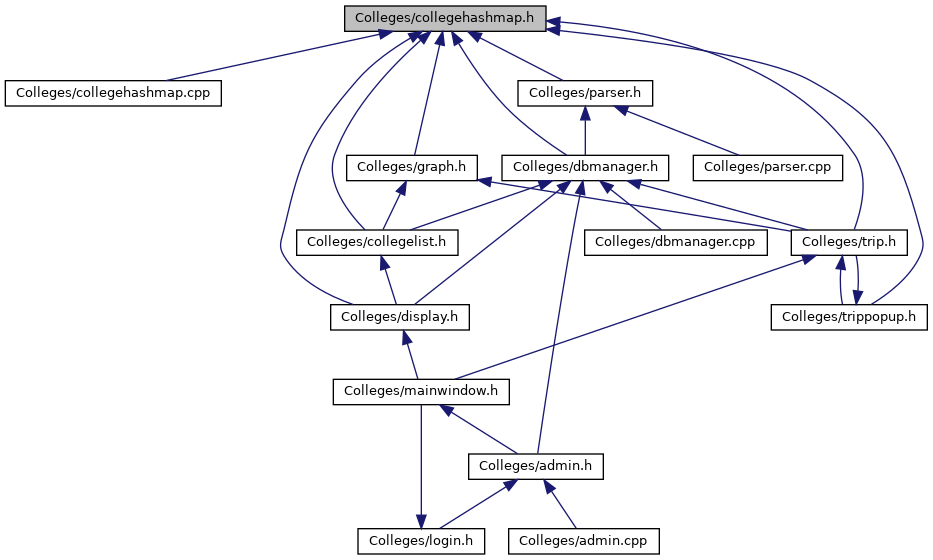 Colleges/collegehashmap.h
Colleges/collegehashmap.cpp
Colleges/parser.h
Colleges/graph.h
Colleges/dbmanager.h
Colleges/parser.cpp
Colleges/collegelist.h
Colleges/dbmanager.cpp
Colleges/trip.h
Colleges/display.h
Colleges/trippopup.h
Colleges/mainwindow.h
Colleges/admin.h
Colleges/login.h
Colleges/admin.cpp